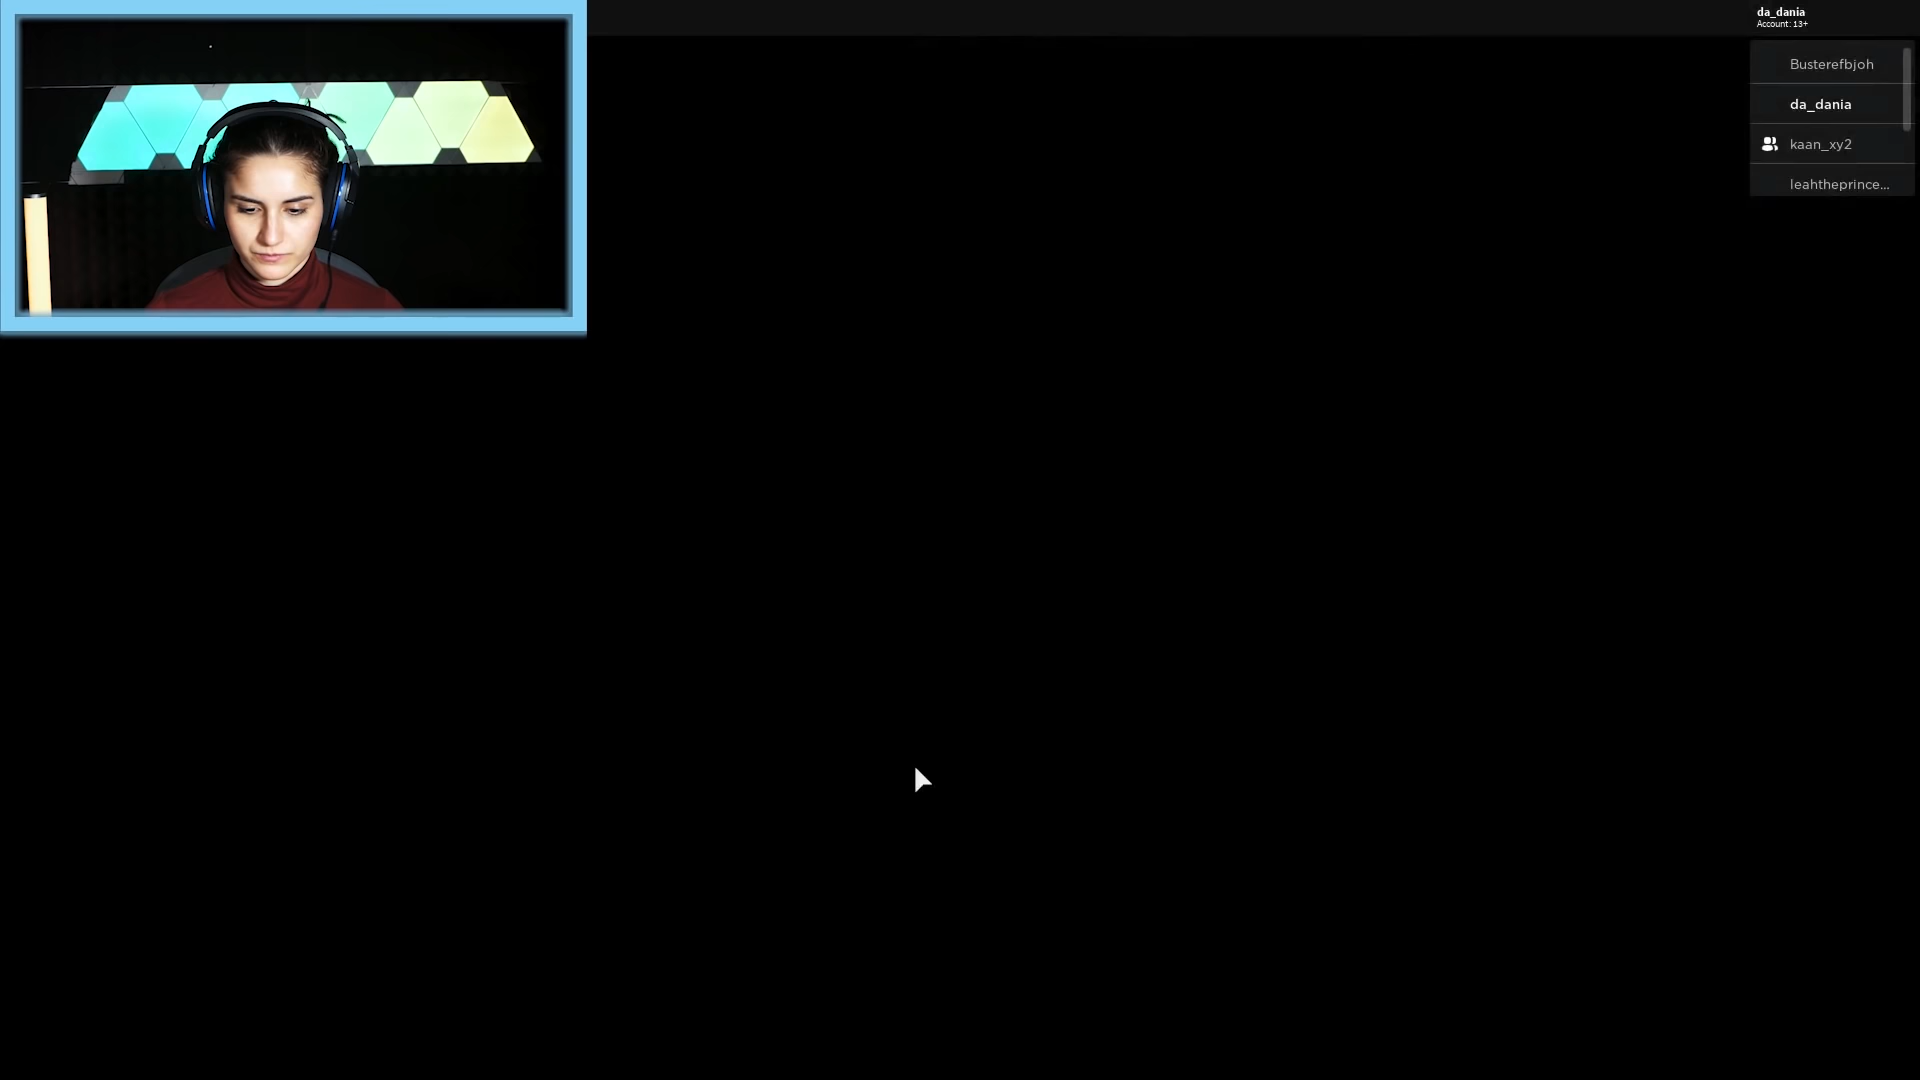 da_dania
Account: 13+
Busterefbjoh
da_dania
kaan_xy2
leahtheprince...